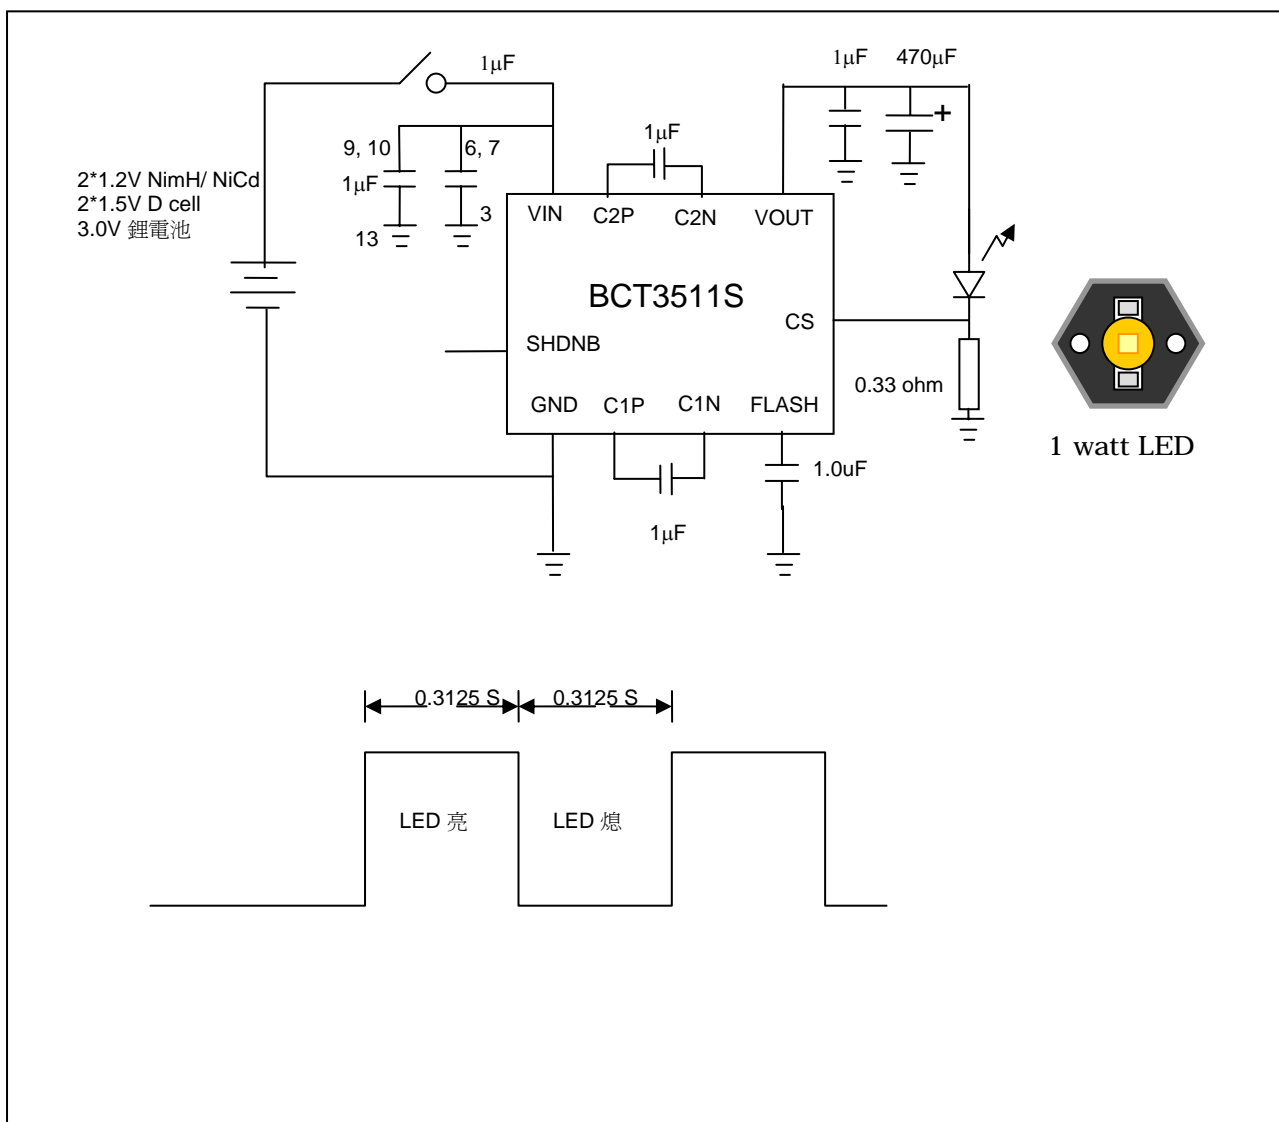 1μF
1μF 470μF
1μF
9, 10
6, 7
2*1.2V NimH/ NiCd
2*1.5V D cell
3.0V 鋰電池
1μF
3
13
VIN
C2P
C2N
VOUT
BCT3511S
CS
SHDNB
0.33 ohm
GND
C1P
C1N
FLASH
1 watt LED
1.0uF
1μF
0.3125 S
0.3125 S
LED 亮
LED 熄